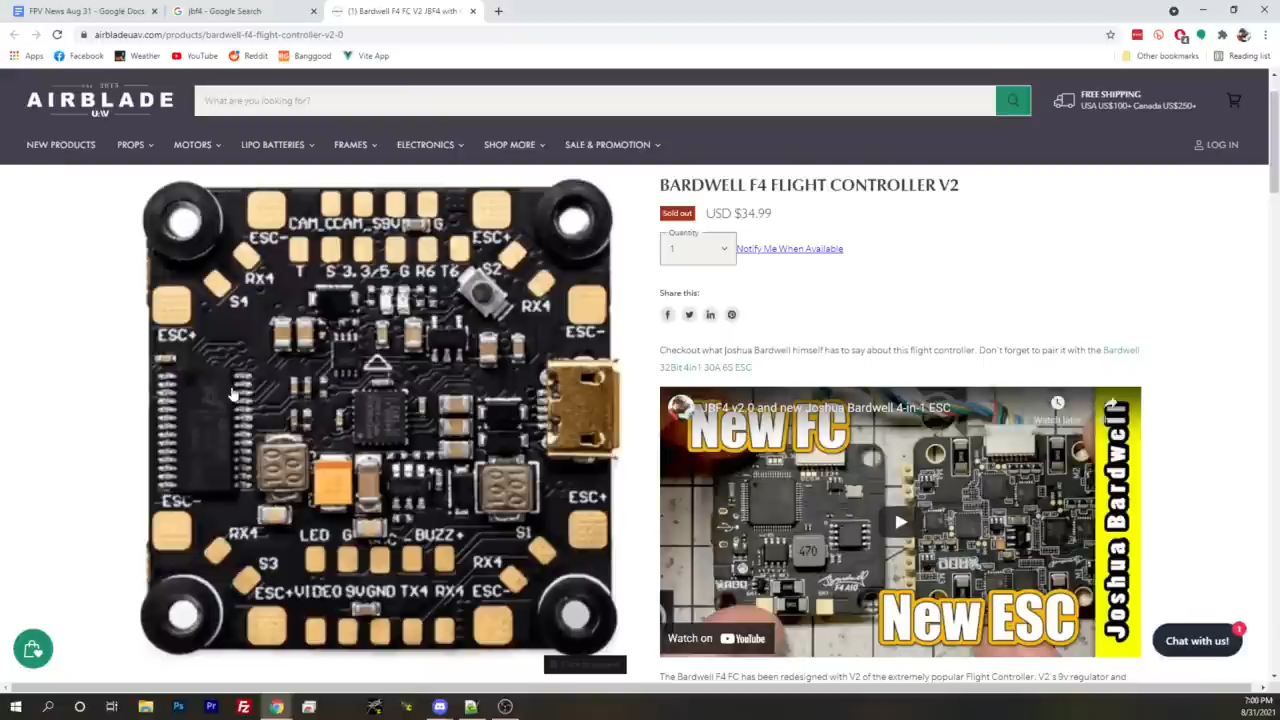 FPV News Aug 31 - Google Docs
jbf4 - Google Search
(1) Bardwell F4 FC V2 JBF4 with
airbladeuav.com/products/bardwell-f4-flight-controller-v2-0
Apps
Facebook
Weather
YouTube
Reddit
Banggood
Vite App
Other bookmarks
Reading list
AIRBLADE
UAV
What are you looking for?
FREE SHIPPING
USA US$100+ Canada US$250+
NEW PRODUCTS
PROPS
MOTORS
LIPO BATTERIES
FRAMES
ELECTRONICS
SHOP MORE
SALE & PROMOTION
LOG IN
CAM_CCAM_S9V G
ESC-
ESC+
T S 3.3/5 G R6 T6
S2
RX4
S4
RX4
ESC+
ESC-
ESC-
ESC+
RX4
LED
BUZZ+
S1
S3
RX4
ESC+VIDEO 9VGND TX4 RX4 ESC-
BARDWELL F4 FLIGHT CONTROLLER V2
Sold out
USD $34.99
Quantity
1
Notify Me When Available
Share this:
Checkout what Joshua Bardwell himself has to say about this flight controller. Don't forget to pair it with the Bardwell
32Bit 4in1 30A 6S ESC
JBF4 v2.0 and new Joshua Bardwell 4-in-1 ESC
Watch later
New FC
470
F4 AIO
New ESC
Joshua Bardwell
Watch on YouTube
The Bardwell F4 FC has been redesigned with V2 of the extremely popular Flight Controller. V2's 9v regulator and
Chat with us!
1
7:00 PM
8/31/2021